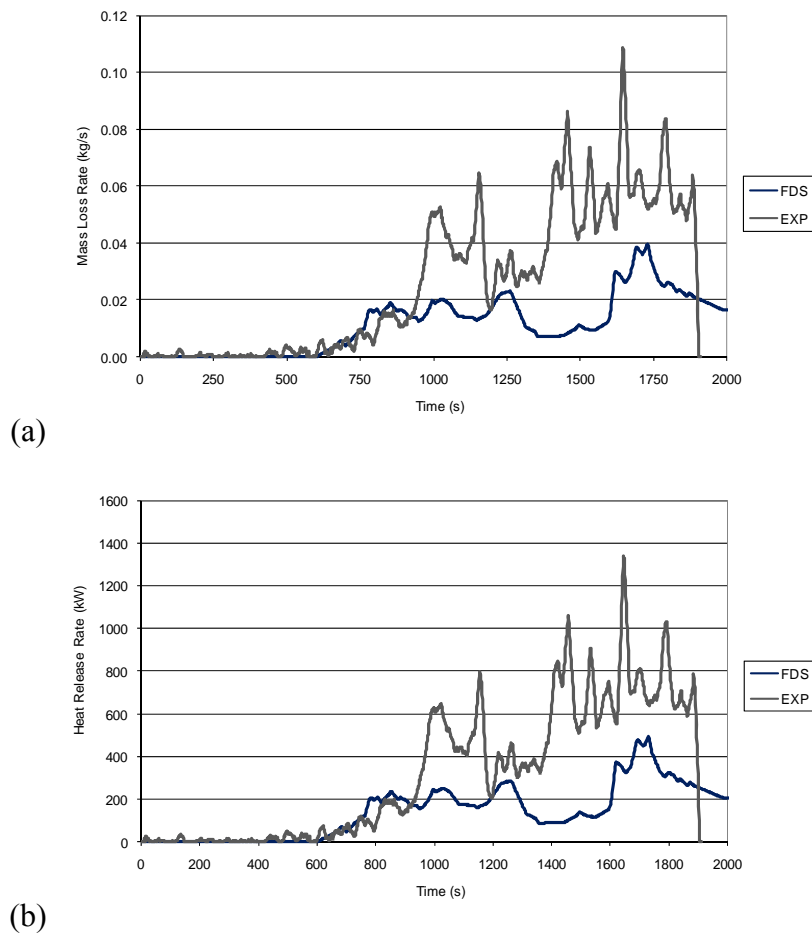 0.12
0.10
0.08
0.06
0.04
0.02
0.00
Mass Loss Rate (kg/s)
0 250 500 750 1000 1250 1500 1750 2000
Time (s)
FDS
EXP
(a)
1600
1400
1200
1000
800
600
400
200
0
Heat Release Rate (kW)
0 200 400 600 800 1000 1200 1400 1600 1800 2000
Time (s)
FDS
EXP
(b)